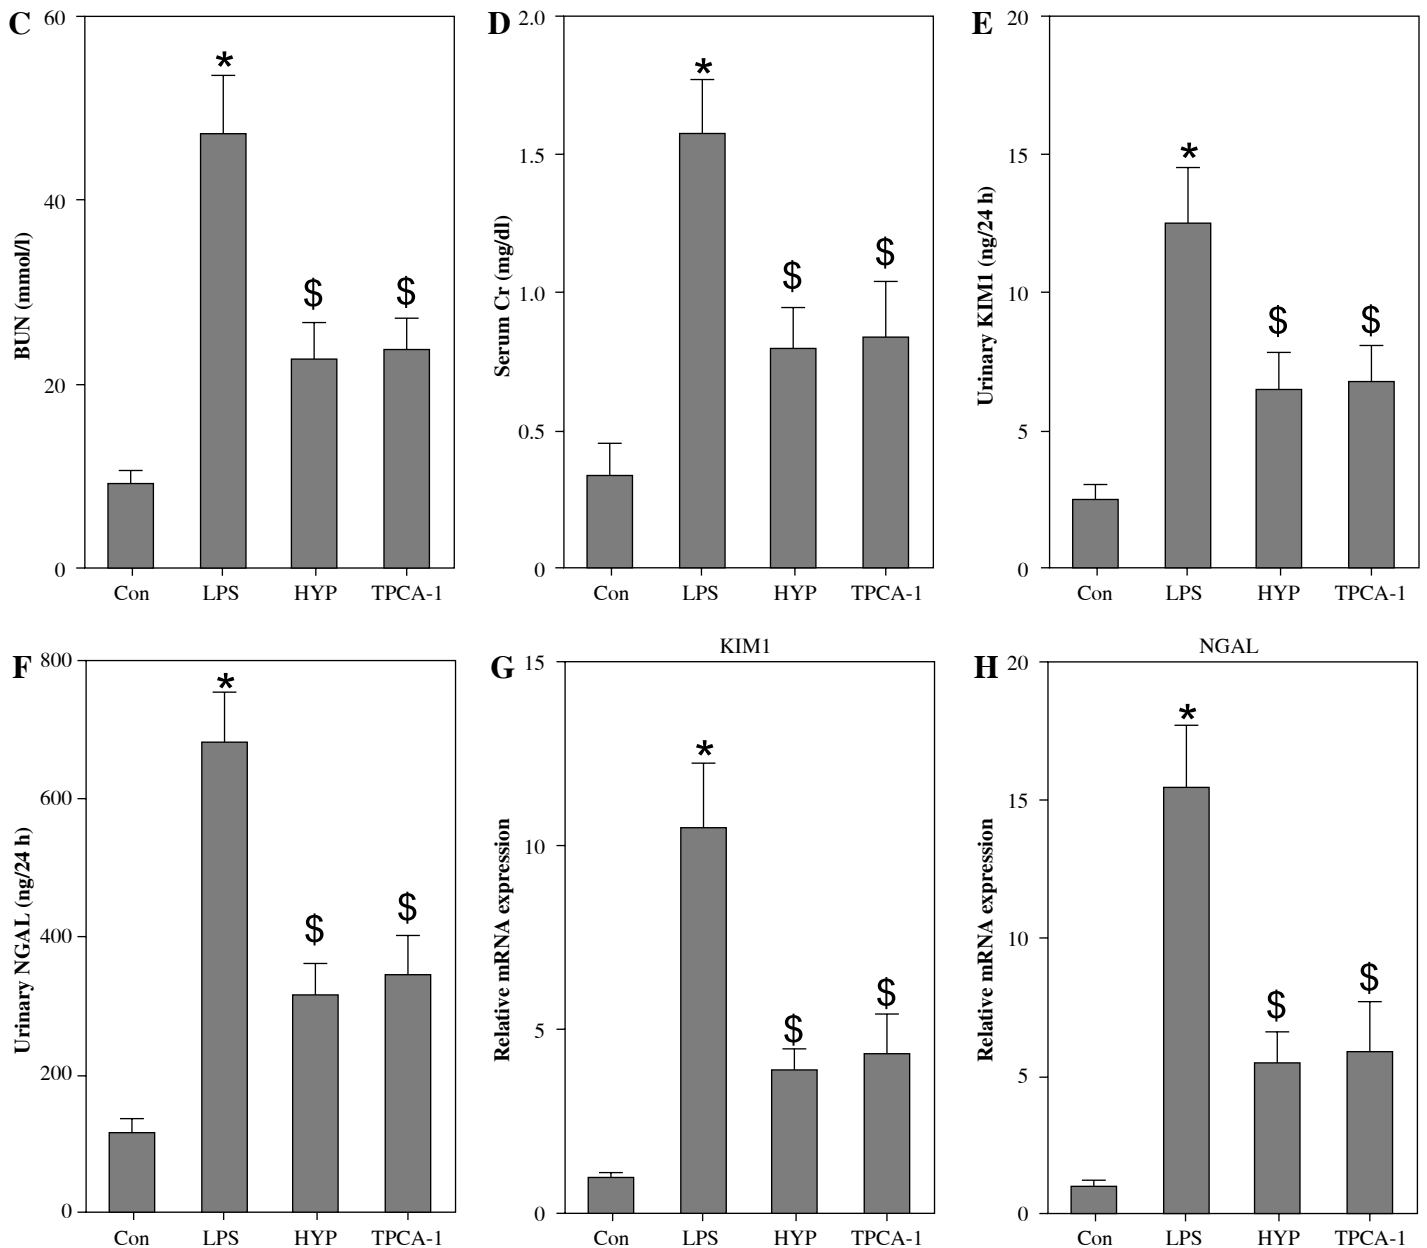 C
BUN (mmol/l)
60
40
20
0
*
$
$
Con LPS HYP TPCA-1
D
Serum Cr (mg/dl)
2.0
1.5
1.0
0.5
0
*
$
$
Con LPS HYP TPCA-1
E
Urinary KIM1 (ng/24 h)
20
15
10
5
0
*
$
$
Con LPS HYP TPCA-1
F
Urinary NGAL (ng/24 h)
800
600
400
200
0
*
$
$
Con LPS HYP TPCA-1
G
KIM1
Relative mRNA expression
15
10
5
0
*
$
$
Con LPS HYP TPCA-1
H
NGAL
Relative mRNA expression
20
15
10
5
0
*
$
$
Con LPS HYP TPCA-1